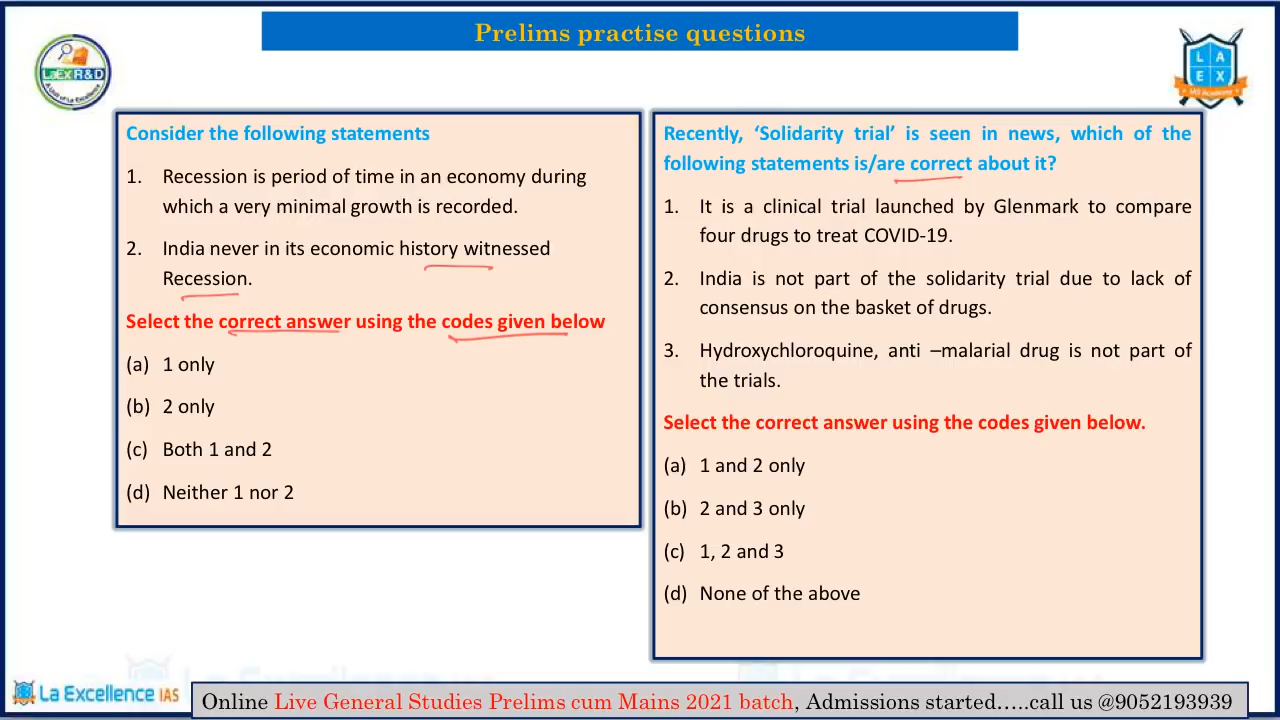 Prelims practise questions
LaEX R&D
A Unit of La Excellence
L A
E X
IAS Academy
Consider the following statements
1. Recession is period of time in an economy during
which a very minimal growth is recorded.
2. India never in its economic history witnessed
Recession.
Select the correct answer using the codes given below
(a) 1 only
(b) 2 only
(c) Both 1 and 2
(d) Neither 1 nor 2
Recently, ‘Solidarity trial’ is seen in news, which of the
following statements is/are correct about it?
1. It is a clinical trial launched by Glenmark to compare
four drugs to treat COVID-19.
2. India is not part of the solidarity trial due to lack of
consensus on the basket of drugs.
3. Hydroxychloroquine, anti –malarial drug is not part of
the trials.
Select the correct answer using the codes given below.
(a) 1 and 2 only
(b) 2 and 3 only
(c) 1, 2 and 3
(d) None of the above
La Excellence IAS
Online Live General Studies Prelims cum Mains 2021 batch, Admissions started…..call us @9052193939